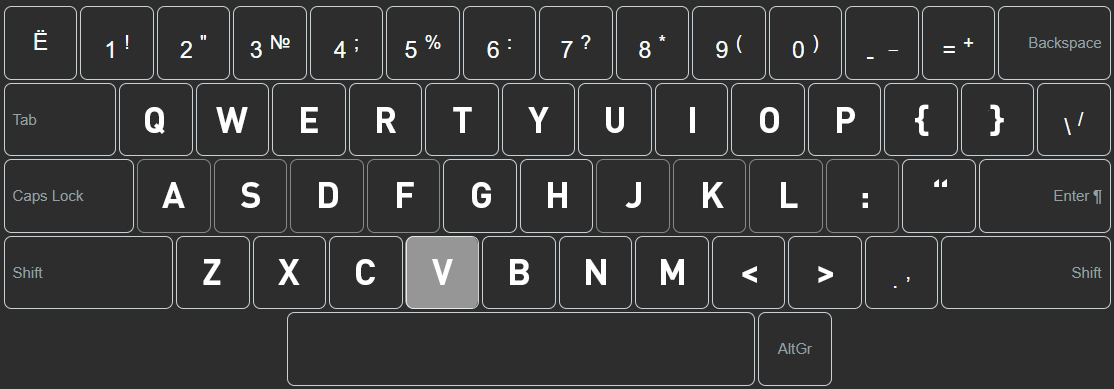 Ё 1 ! 2 " 3 № 4 ; 5 % 6 : 7 ? 8 * 9 ( 0 ) - _ = + Backspace
Tab Q W E R T Y U I O P { } \ /
Caps Lock A S D F G H J K L : “ Enter ¶
Shift Z X C V B N M < > . , Shift
AltGr